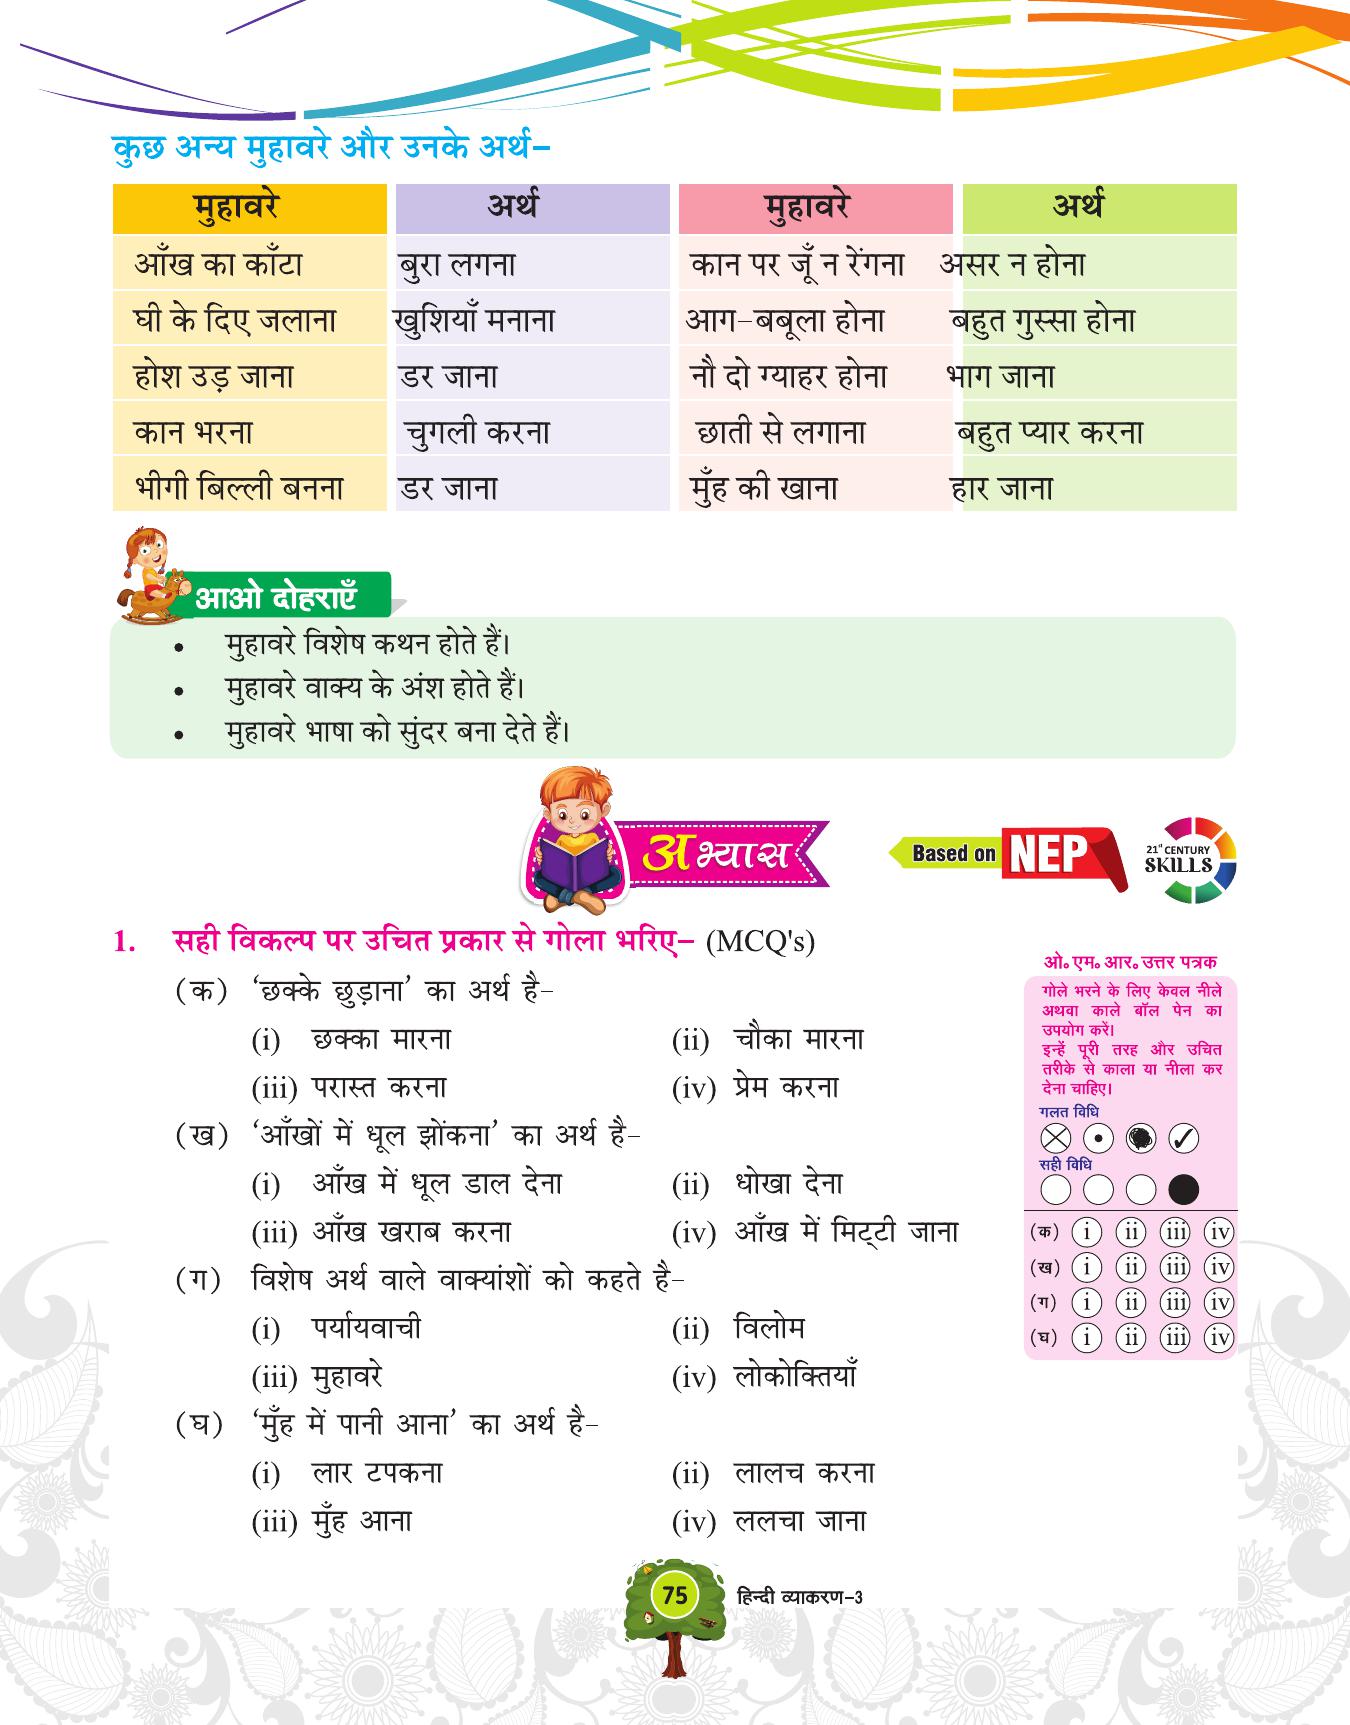 कुछ अन्य मुहावरे और उनके अर्थ–
मुहावरे अर्थ मुहावरे अर्थ
आँख का काँटा बुरा लगना कान पर जूँ न रेंगना असर न होना
घी के दिए जलाना खुशियाँ मनाना आग–बबूला होना बहुत गुस्सा होना
होश उड़ जाना डर जाना नौ दो ग्याहर होना भाग जाना
कान भरना चुगली करना छाती से लगाना बहुत प्यार करना
भीगी बिल्ली बनना डर जाना मुँह की खाना हार जाना
आओ दोहराएँ
• मुहावरे विशेष कथन होते हैं।
• मुहावरे वाक्य के अंश होते हैं।
• मुहावरे भाषा को सुंदर बना देते हैं।
अभ्यास
Based on NEP
21st CENTURY
SKILLS
1. सही विकल्प पर उचित प्रकार से गोला भरिए– (MCQ's)
(क) ‘छक्के छुड़ाना’ का अर्थ है–
(i) छक्का मारना (ii) चौका मारना
(iii) परास्त करना (iv) प्रेम करना
(ख) ‘आँखों में धूल झोंकना’ का अर्थ है–
(i) आँख में धूल डाल देना (ii) धोखा देना
(iii) आँख खराब करना (iv) आँख में मिट्टी जाना
(ग) विशेष अर्थ वाले वाक्यांशों को कहते है–
(i) पर्यायवाची (ii) विलोम
(iii) मुहावरे (iv) लोकोक्तियाँ
(घ) ‘मुँह में पानी आना’ का अर्थ है–
(i) लार टपकना (ii) लालच करना
(iii) मुँह आना (iv) ललचा जाना
ओ॰एम॰आर॰उत्तर पत्रक
गोले भरने के लिए केवल नीले
अथवा काले बॉल पेन का
उपयोग करें।
इन्हें पूरी तरह और उचित
तरीके से काला या नीला कर
देना चाहिए।
गलत विधि
सही विधि
(क) i ii iii iv
(ख) i ii iii iv
(ग) i ii iii iv
(घ) i ii iii iv
75 हिन्दी व्याकरण–3